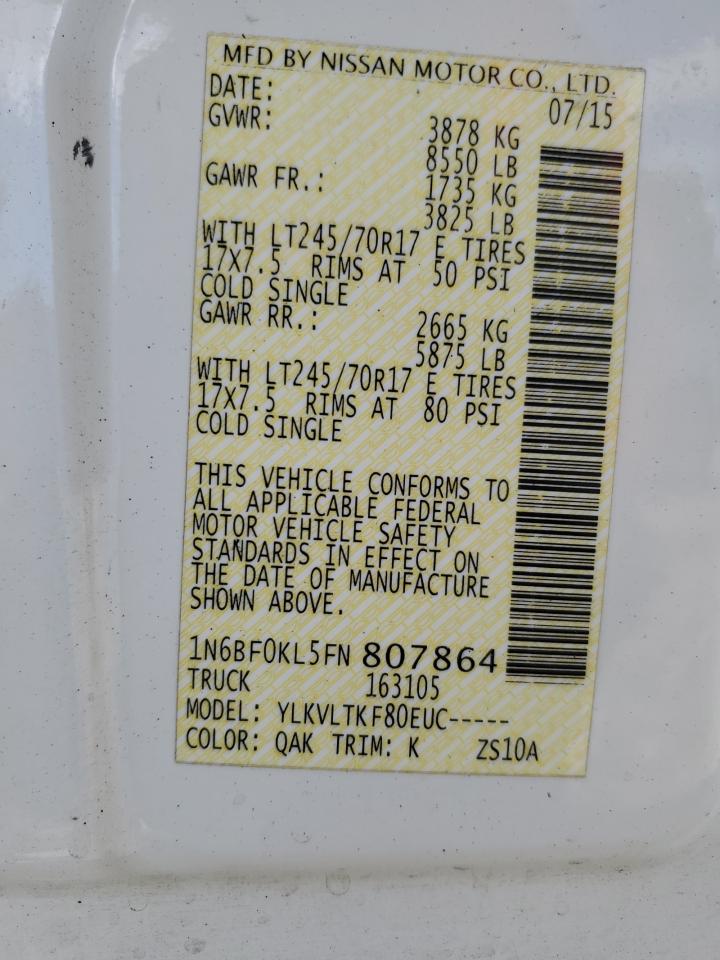 MFD BY NISSAN MOTOR CO., LTD.
DATE: 07/15
GVWR: 3878 KG
8550 LB
GAWR FR.: 1735 KG
3825 LB
WITH LT245/70R17 E TIRES
17X7.5 RIMS AT 50 PSI
COLD SINGLE
GAWR RR.: 2665 KG
5875 LB
WITH LT245/70R17 E TIRES
17X7.5 RIMS AT 80 PSI
COLD SINGLE
THIS VEHICLE CONFORMS TO
ALL APPLICABLE FEDERAL
MOTOR VEHICLE SAFETY
STANDARDS IN EFFECT ON
THE DATE OF MANUFACTURE
SHOWN ABOVE.
1N6BF0KL5FN 807864
TRUCK 163105
MODEL: YLKVLTKF80EUC-----
COLOR: QAK TRIM: K ZS10A